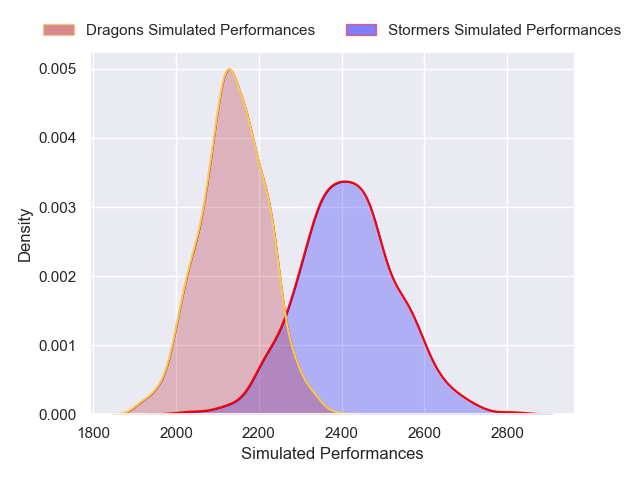 Dragons Simulated Performances Stormers Simulated Performances
0.005
0.004
0.003
0.002
0.001
0.000
Density
1800 2000 2200 2400 2600 2800
Simulated Performances